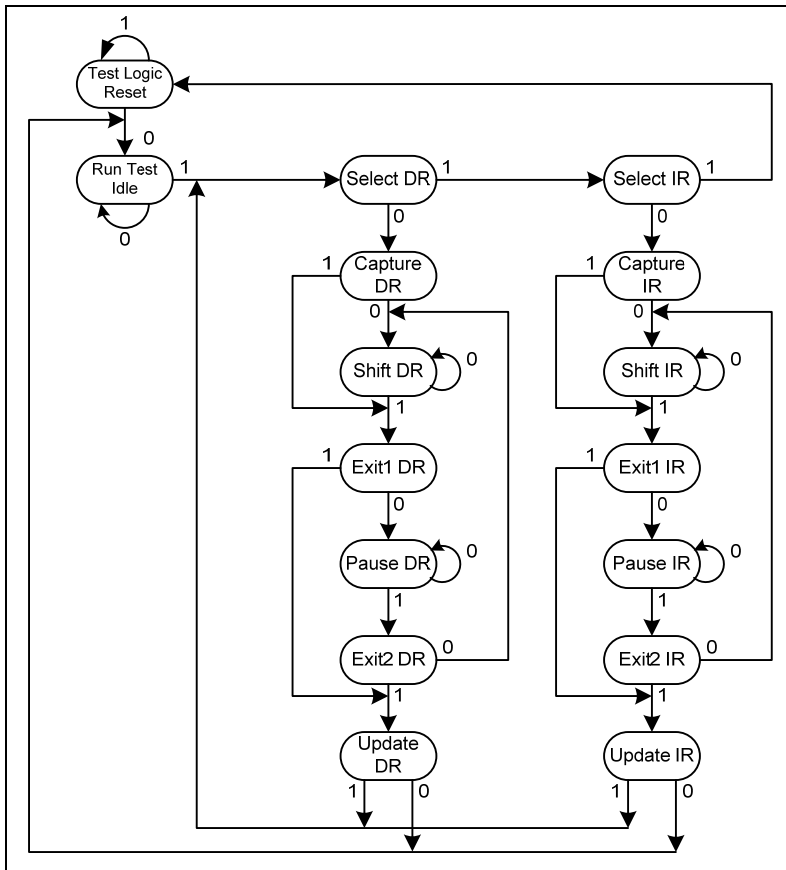 1
Test Logic
Reset
0
Run Test
Idle
1
0
Select DR
1
0
Select IR
1
0
Capture
DR
1
0
Capture
IR
1
0
Shift DR
0
1
Shift IR
0
1
Exit1 DR
1
0
Exit1 IR
1
0
Pause DR
0
1
Pause IR
0
1
Exit2 DR
0
1
Exit2 IR
0
1
Update
DR
1
0
Update IR
1
0